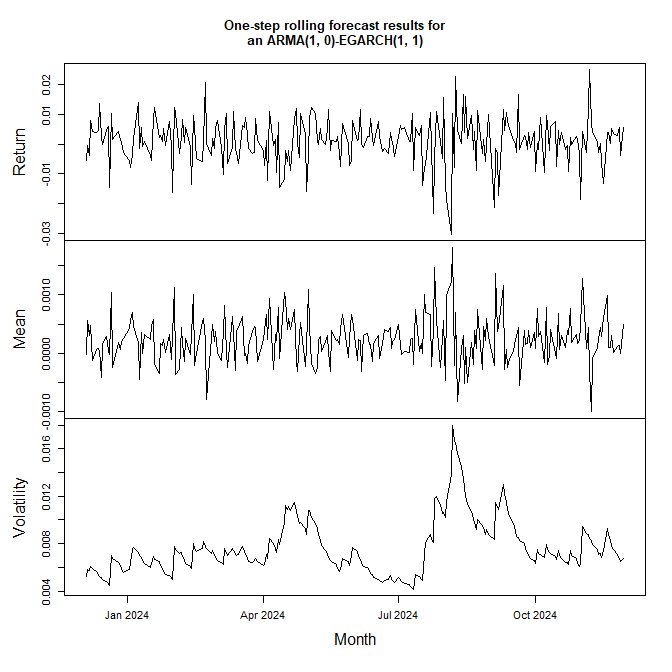 One-step rolling forecast results for
an ARMA(1, 0)-EGARCH(1, 1)
Return
0.02
0.01
-0.01
-0.03
Mean
0.0010
0.0000
-0.0010
Volatility
0.016
0.012
0.008
0.004
Jan 2024
Apr 2024
Jul 2024
Oct 2024
Month